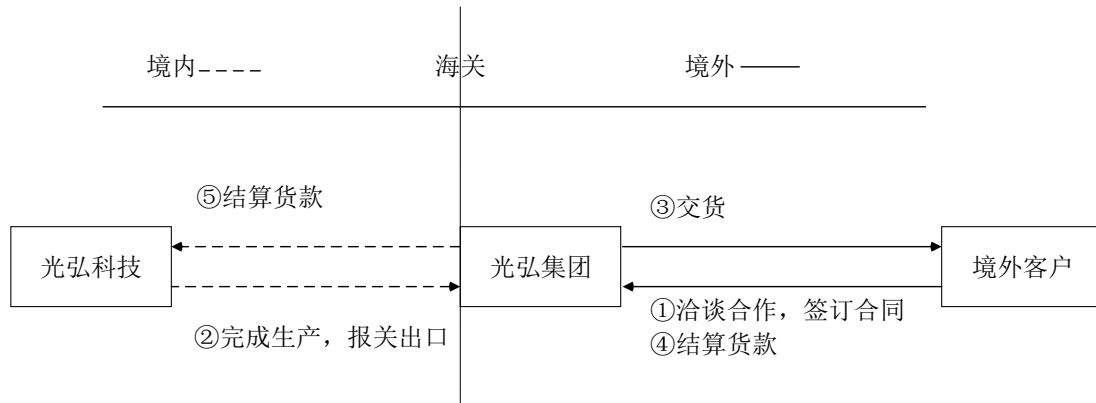 境内
海关
境外
⑤结算货款
③交货
光弘科技
光弘集团
境外客户
②完成生产，报关出口
①洽谈合作，签订合同
④结算货款